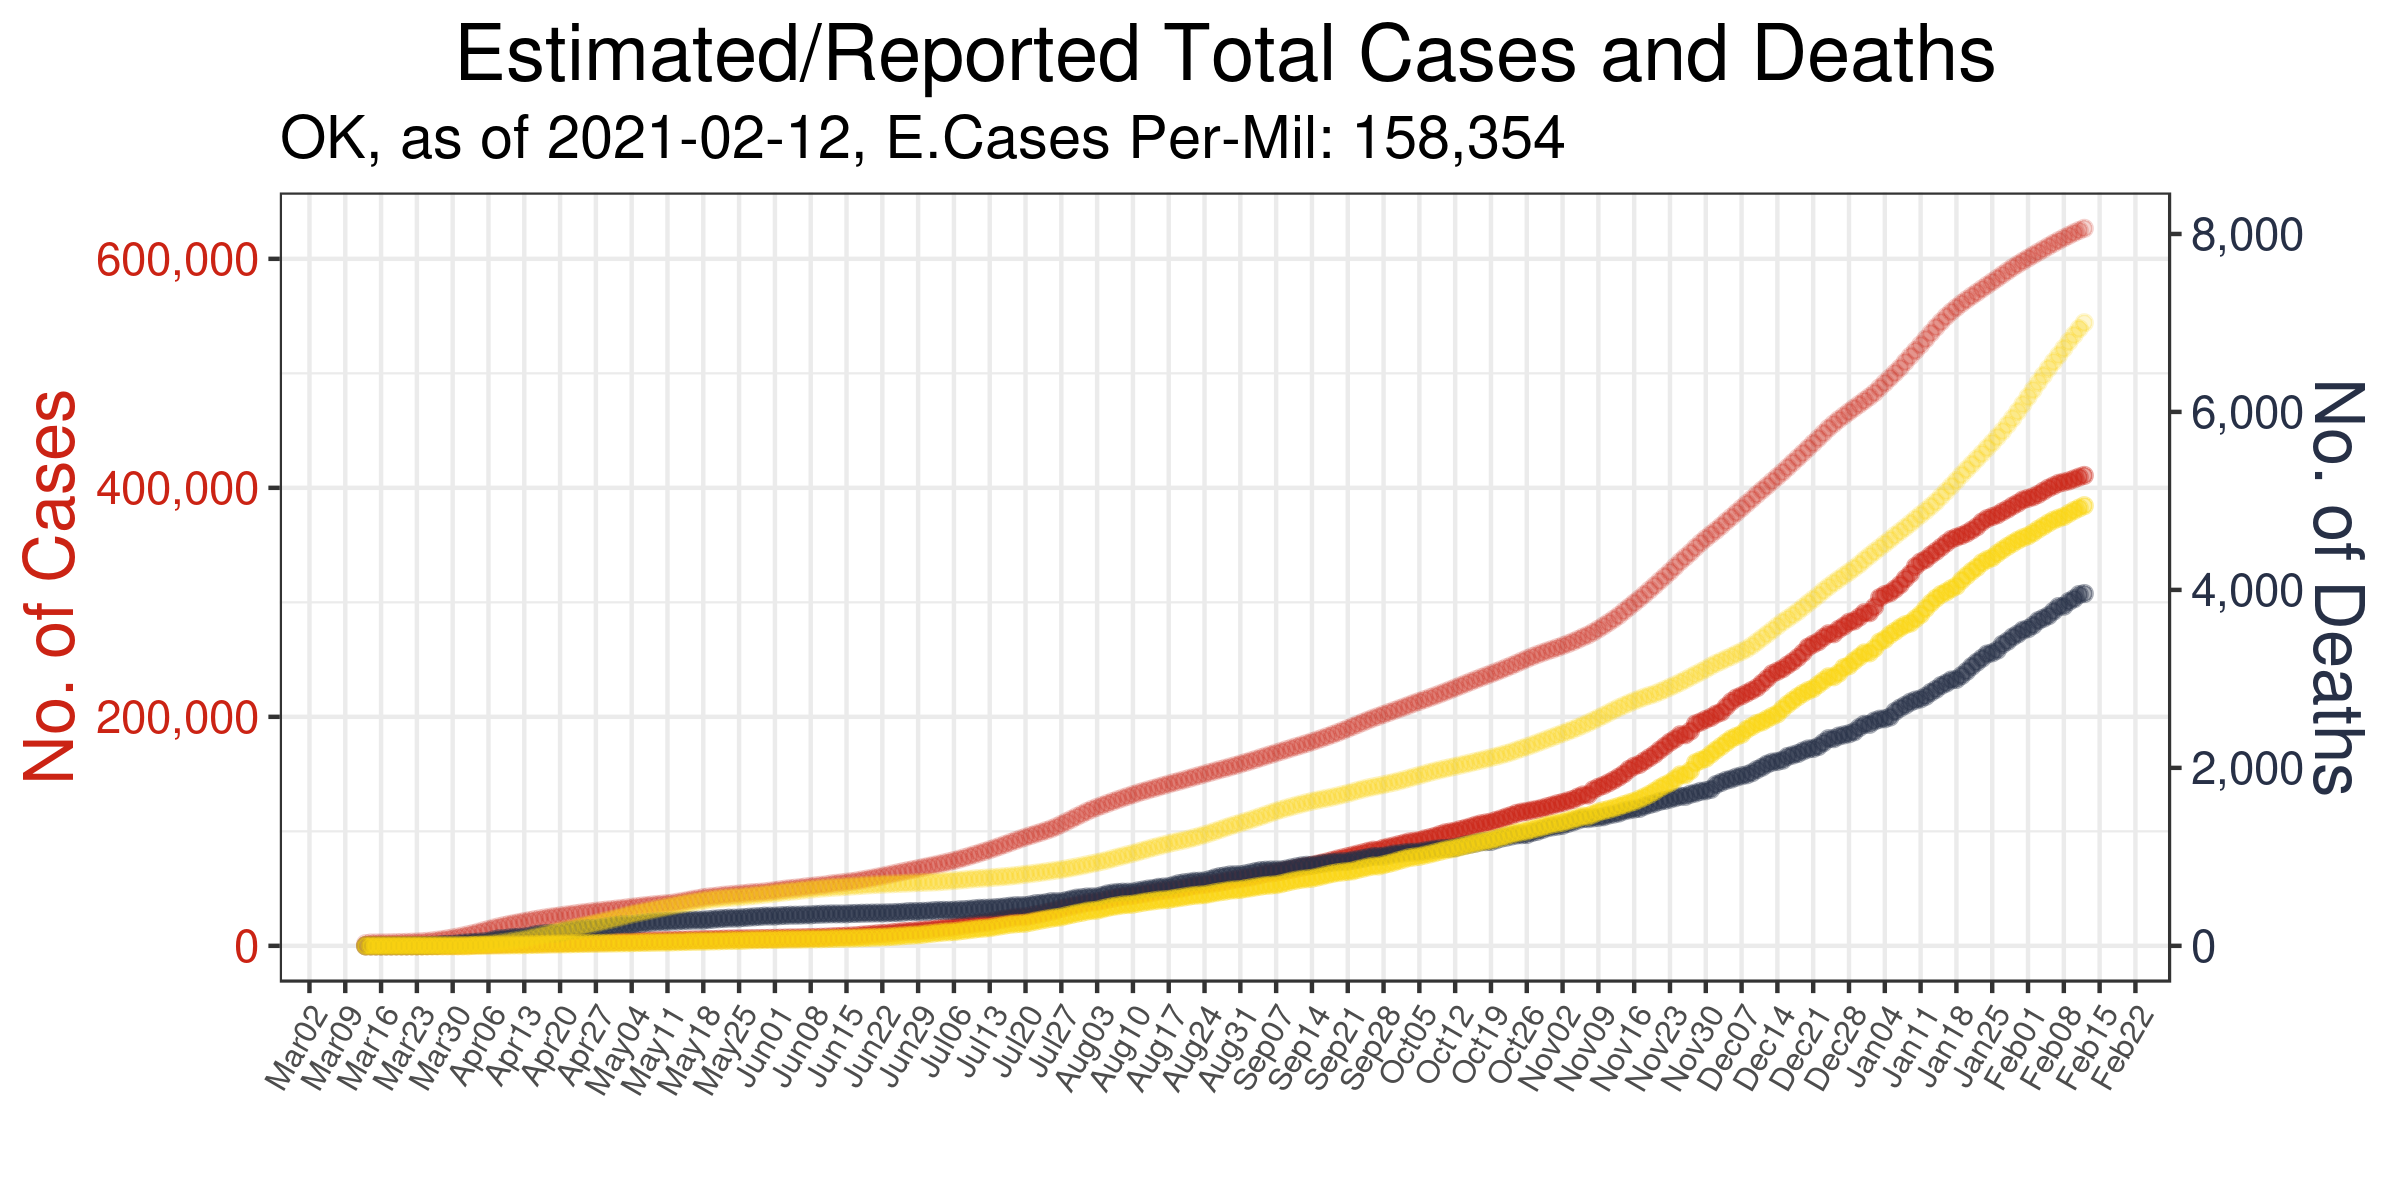 Estimated/Reported Total Cases and Deaths
OK, as of 2021-02-12, E.Cases Per-Mil: 158,354
No. of Cases
600,000
400,000
200,000
0
8,000
6,000
4,000
2,000
0
No. of Deaths
Mar02
Mar09
Mar16
Mar23
Mar30
Apr06
Apr13
Apr20
Apr27
May04
May11
May18
May25
Jun01
Jun08
Jun15
Jun22
Jun29
Jul06
Jul13
Jul20
Jul27
Aug03
Aug10
Aug17
Aug24
Aug31
Sep07
Sep14
Sep21
Sep28
Oct05
Oct12
Oct19
Oct26
Nov02
Nov09
Nov16
Nov23
Nov30
Dec07
Dec14
Dec21
Dec28
Jan04
Jan11
Jan18
Jan25
Feb01
Feb08
Feb15
Feb22